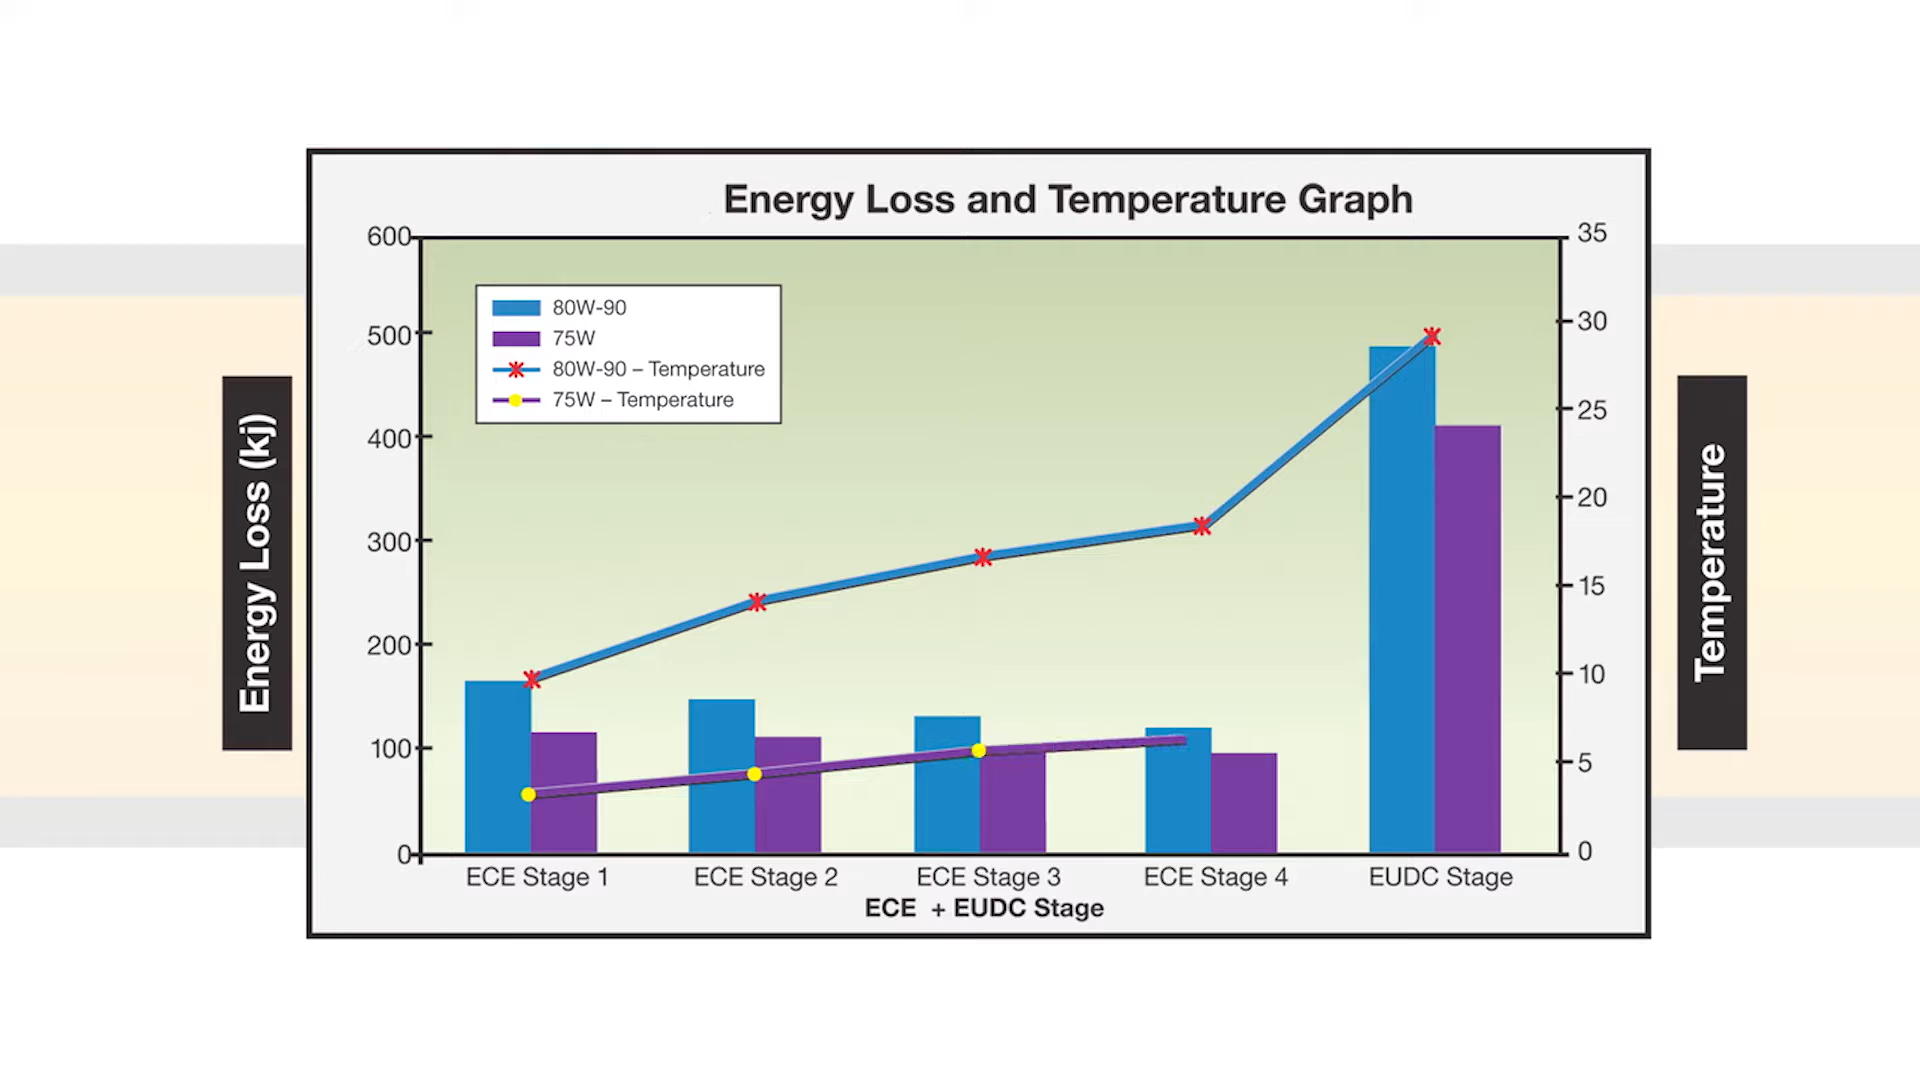 Energy Loss and Temperature Graph
600
500
400
300
200
100
0
35
30
25
20
15
10
5
0
80W-90
75W
80W-90 – Temperature
75W – Temperature
Energy Loss (kj)
Temperature
ECE Stage 1
ECE Stage 2
ECE Stage 3
ECE Stage 4
EUDC Stage
ECE + EUDC Stage